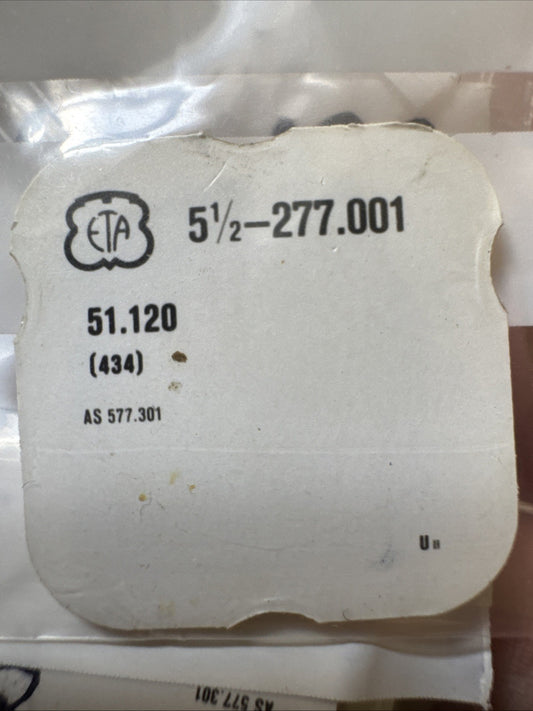 ETA
5½–277.001
51.120
(434)
AS 577.301
U B
AS 577.301